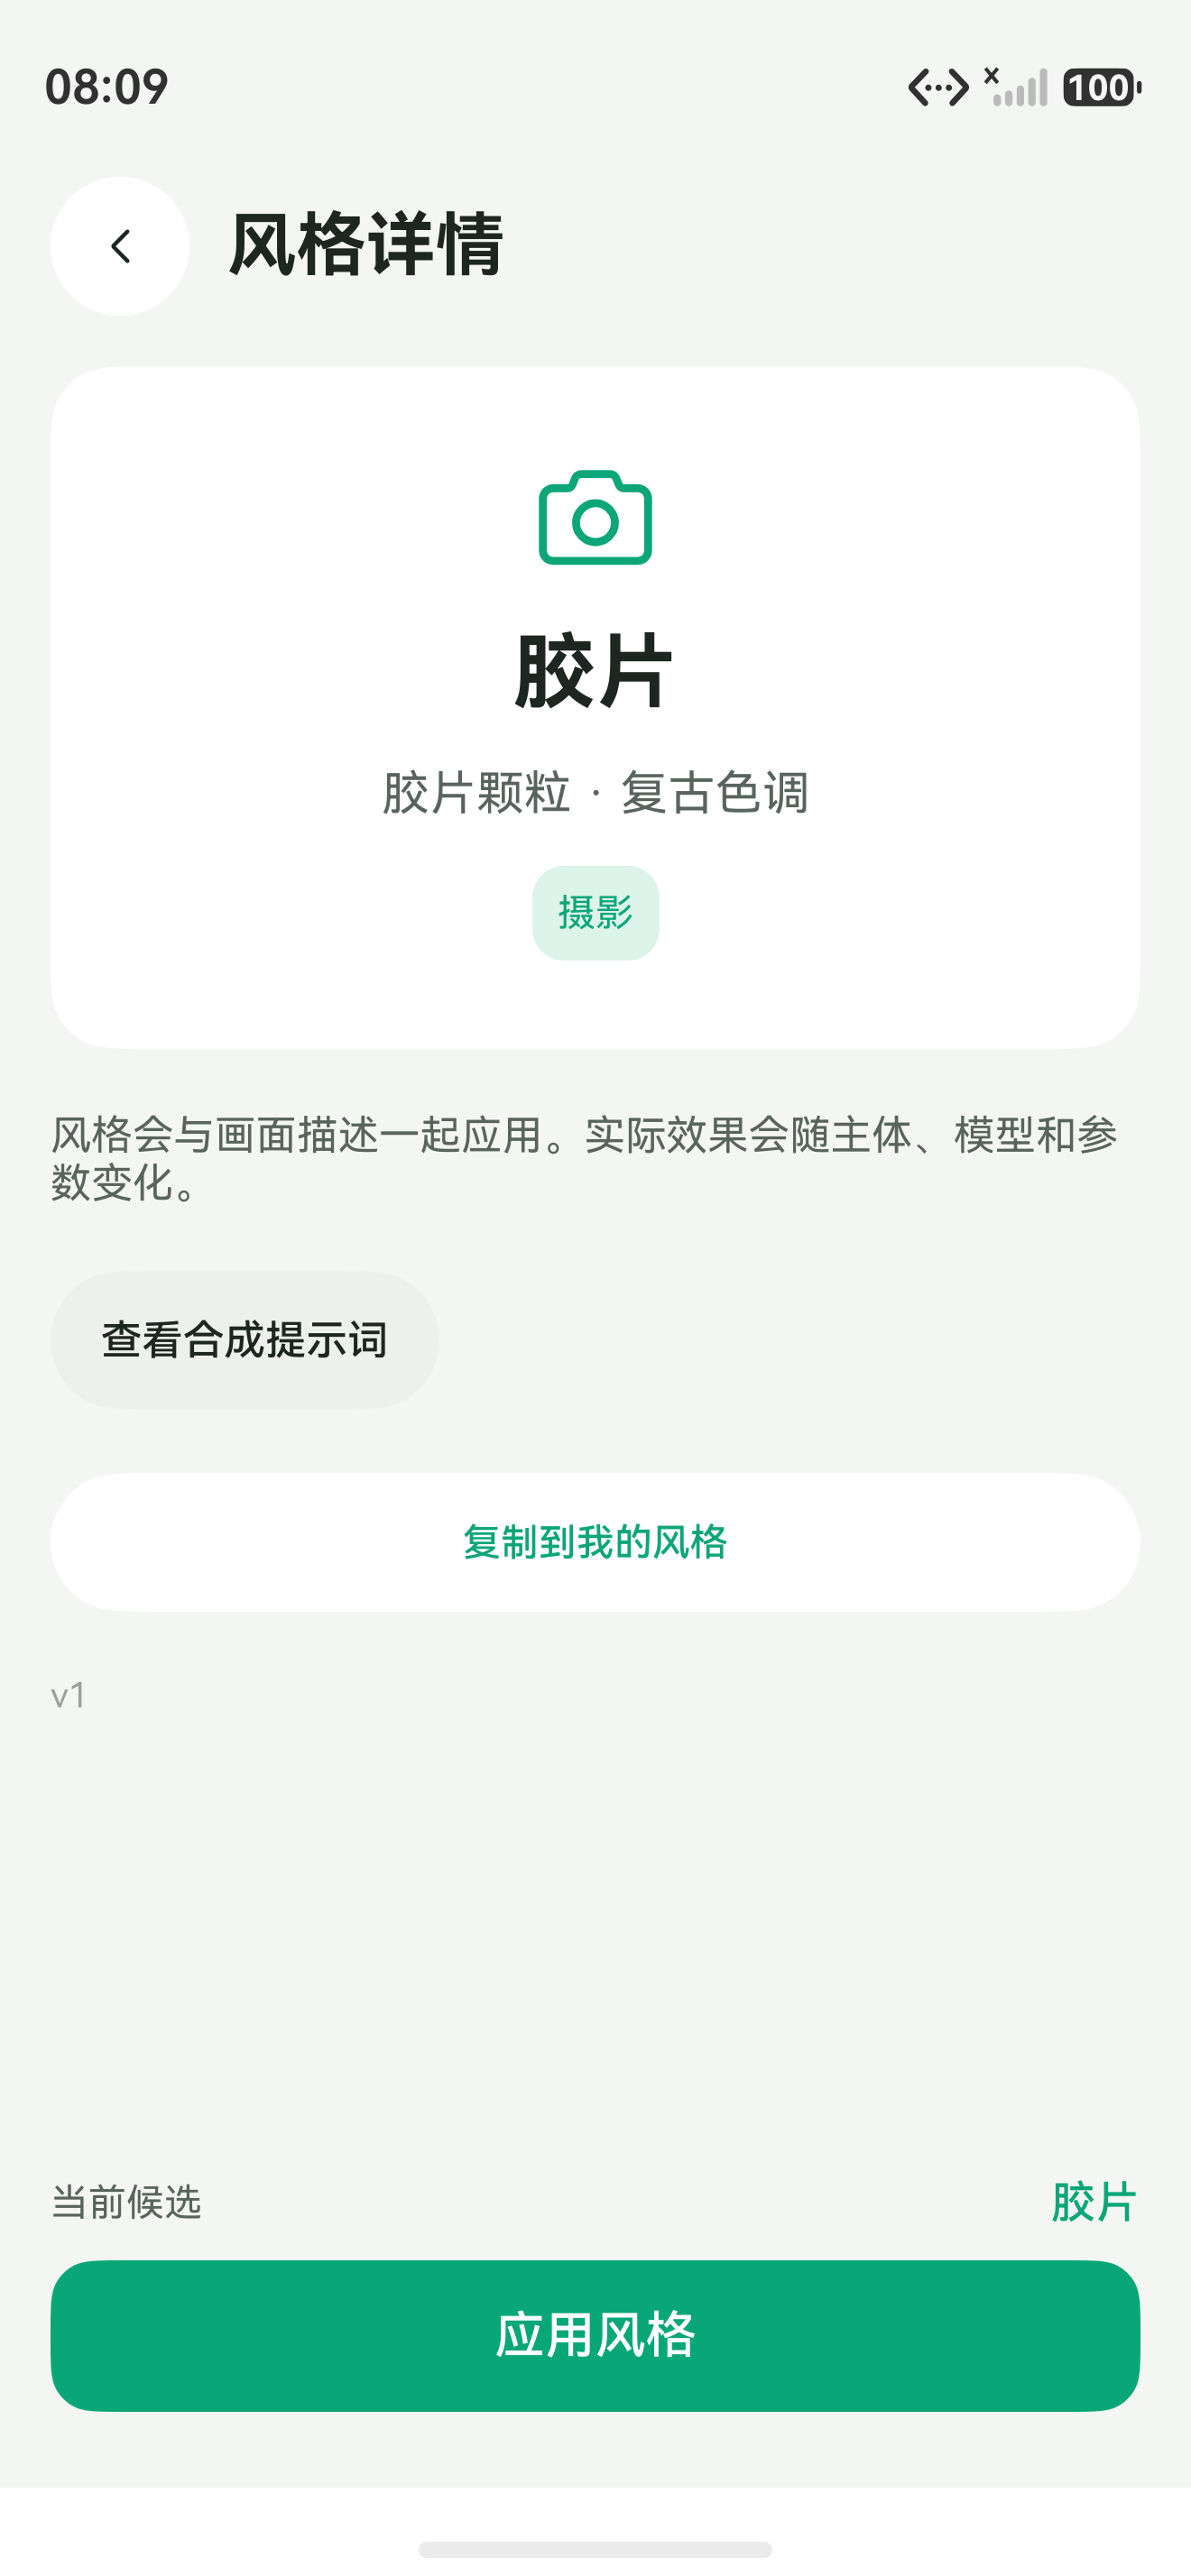 08:09
100
风格详情
胶片
胶片颗粒 · 复古色调
摄影
风格会与画面描述一起应用。实际效果会随主体、模型和参
数变化。
查看合成提示词
复制到我的风格
v1
当前候选
胶片
应用风格